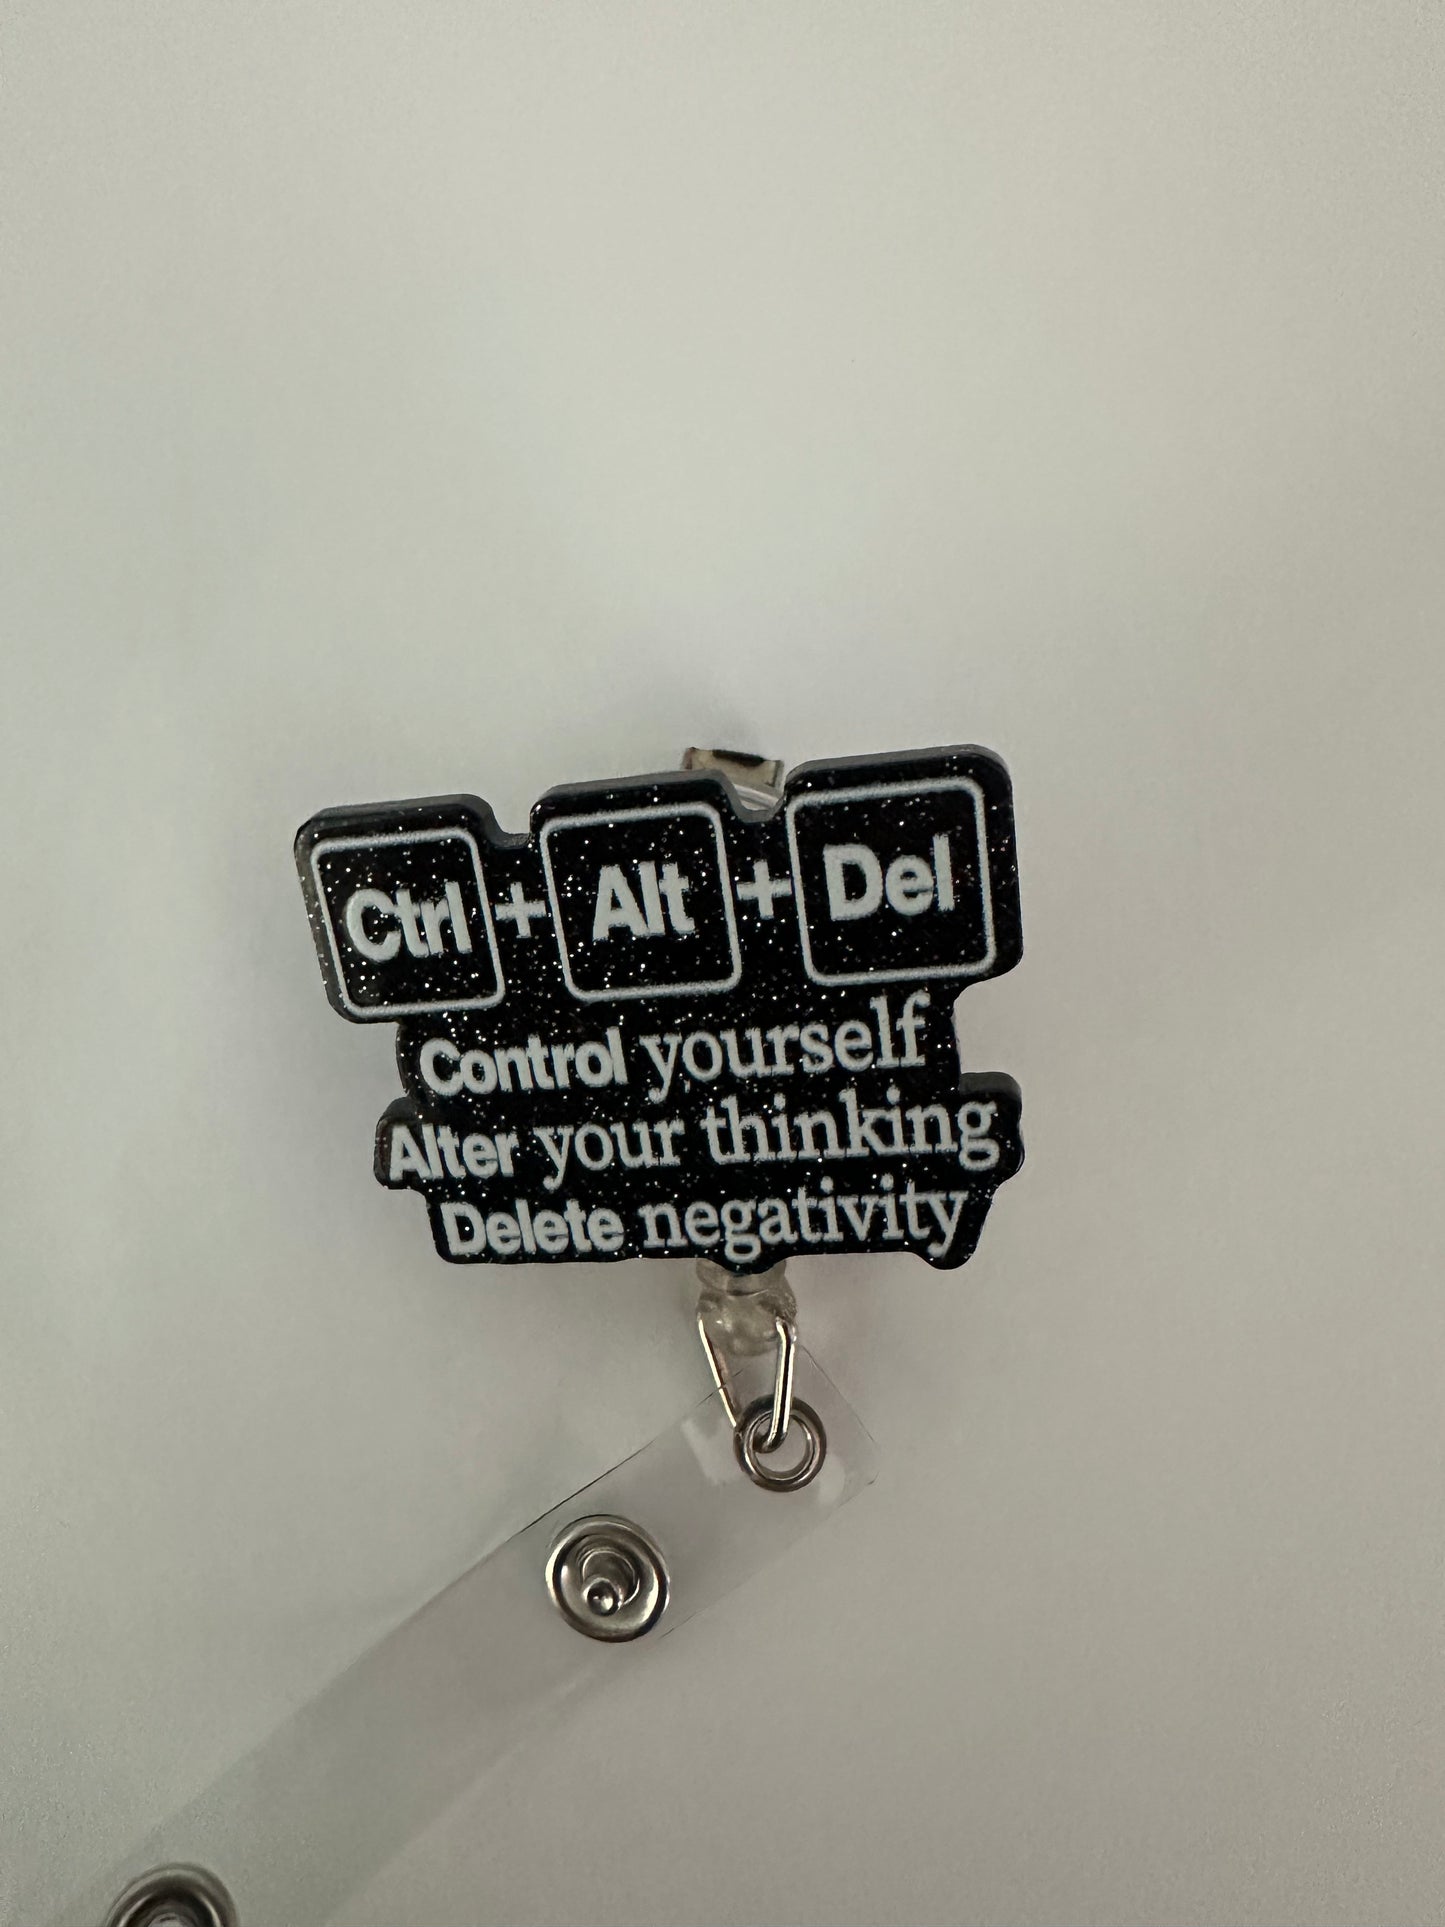 Ctrl + Alt + Del
Control yourself
Alter your thinking
Delete negativity